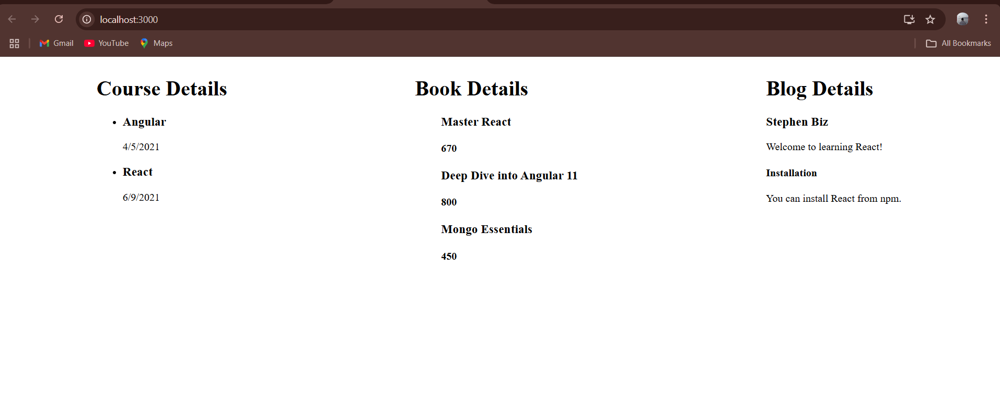 localhost:3000
Gmail
YouTube
Maps
All Bookmarks
Course Details
Angular
4/5/2021
React
6/9/2021
Book Details
Master React
670
Deep Dive into Angular 11
800
Mongo Essentials
450
Blog Details
Stephen Biz
Welcome to learning React!
Installation
You can install React from npm.